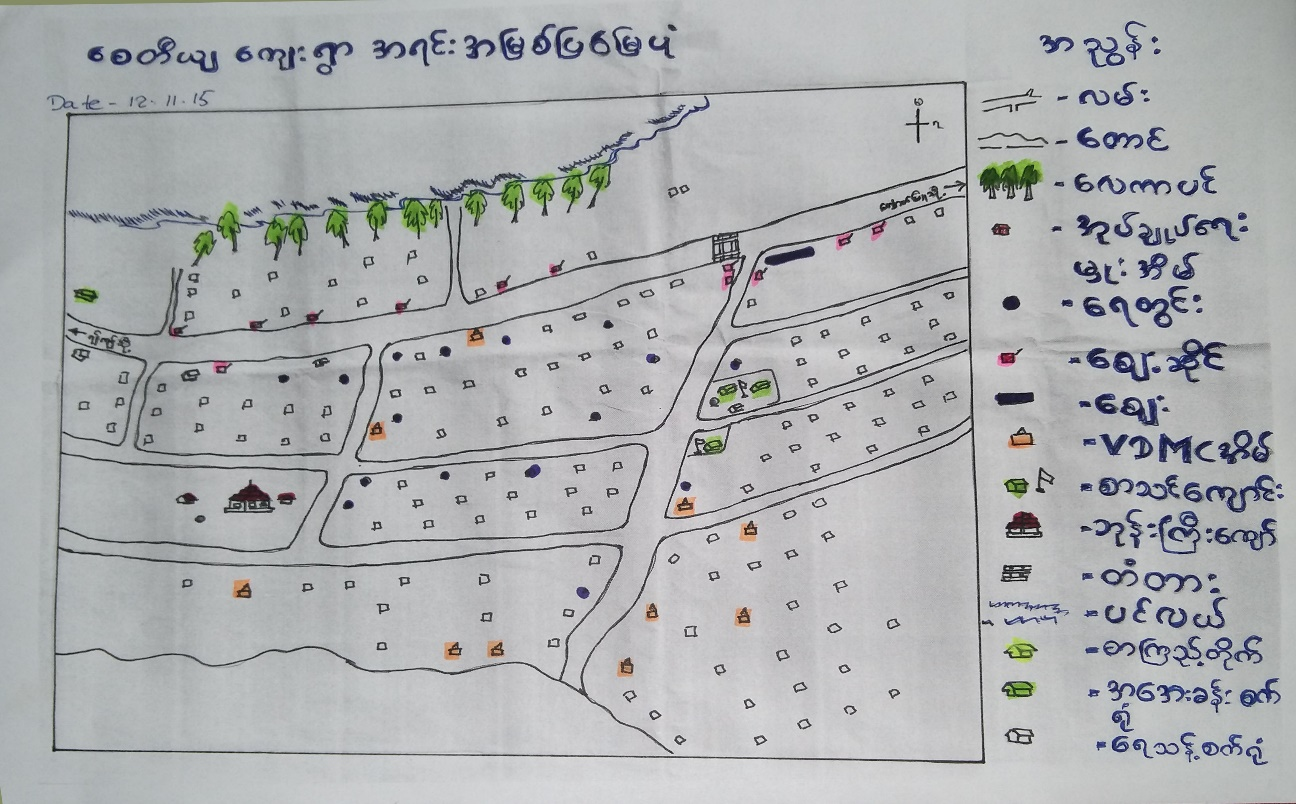 စေတီယျ ကျေးရွာ အရင်းအမြစ်ပြမြေပုံ
Date - 12.11.15
အညွှန်း
- လမ်း
- တောင်
- လေကာပင်
- အုပ်ချုပ်ရေး
မှူးအိမ်
- ရေတွင်း
- ဈေးဆိုင်
- ဈေး
- VDMC အိမ်
- စာသင်ကျောင်း
- ဘုန်းကြီးကျောင်
- တံတား
- ပင်လယ်
- စာကြည့်တိုက်
- အအေးခန်း စက်
ရုံ
- ရေသန့်စက်ရုံ